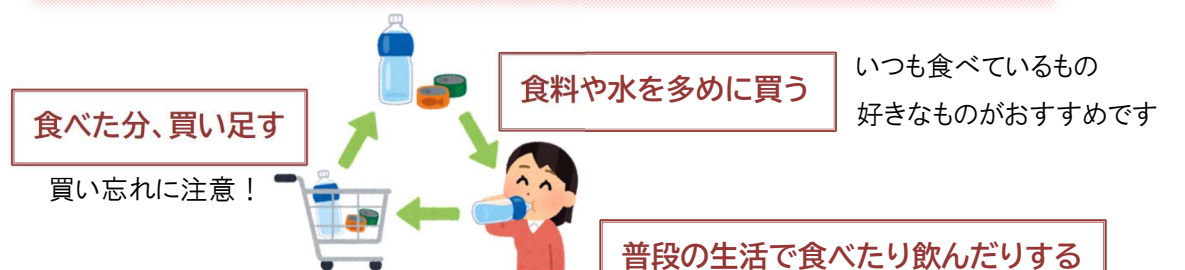 食料や水を多めに買う
いつも食べているもの
好きなものがおすすめです
食べた分、買い足す
買い忘れに注意！
普段の生活で食べたり飲んだりする